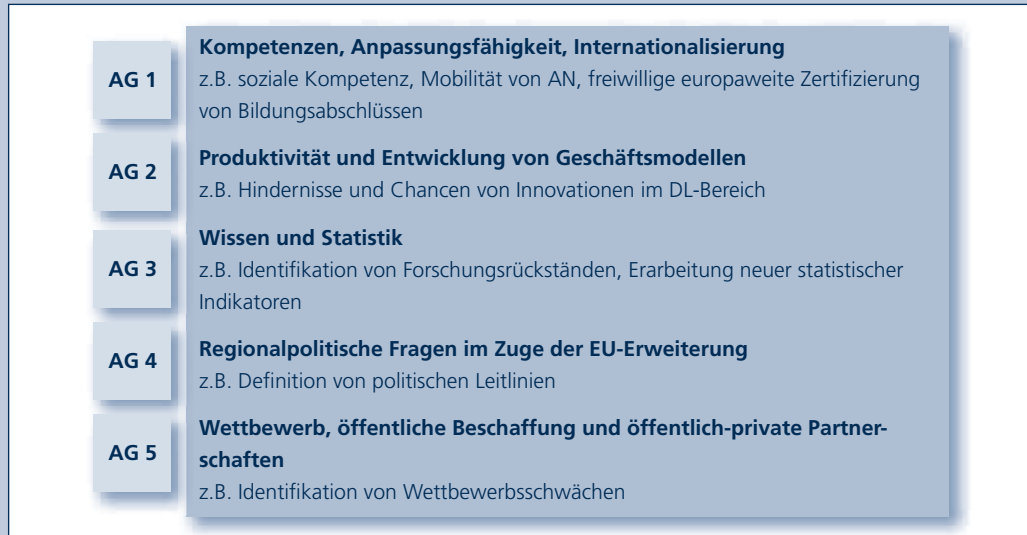 AG 1
Kompetenzen, Anpassungsfähigkeit, Internationalisierung
z.B. soziale Kompetenz, Mobilität von AN, freiwillige europaweite Zertifizierung
von Bildungsabschlüssen
AG 2
Produktivität und Entwicklung von Geschäftsmodellen
z.B. Hindernisse und Chancen von Innovationen im DL-Bereich
AG 3
Wissen und Statistik
z.B. Identifikation von Forschungsrückständen, Erarbeitung neuer statistischer
Indikatoren
AG 4
Regionalpolitische Fragen im Zuge der EU-Erweiterung
z.B. Definition von politischen Leitlinien
AG 5
Wettbewerb, öffentliche Beschaffung und öffentlich-private Partner-
schaften
z.B. Identifikation von Wettbewerbsschwächen